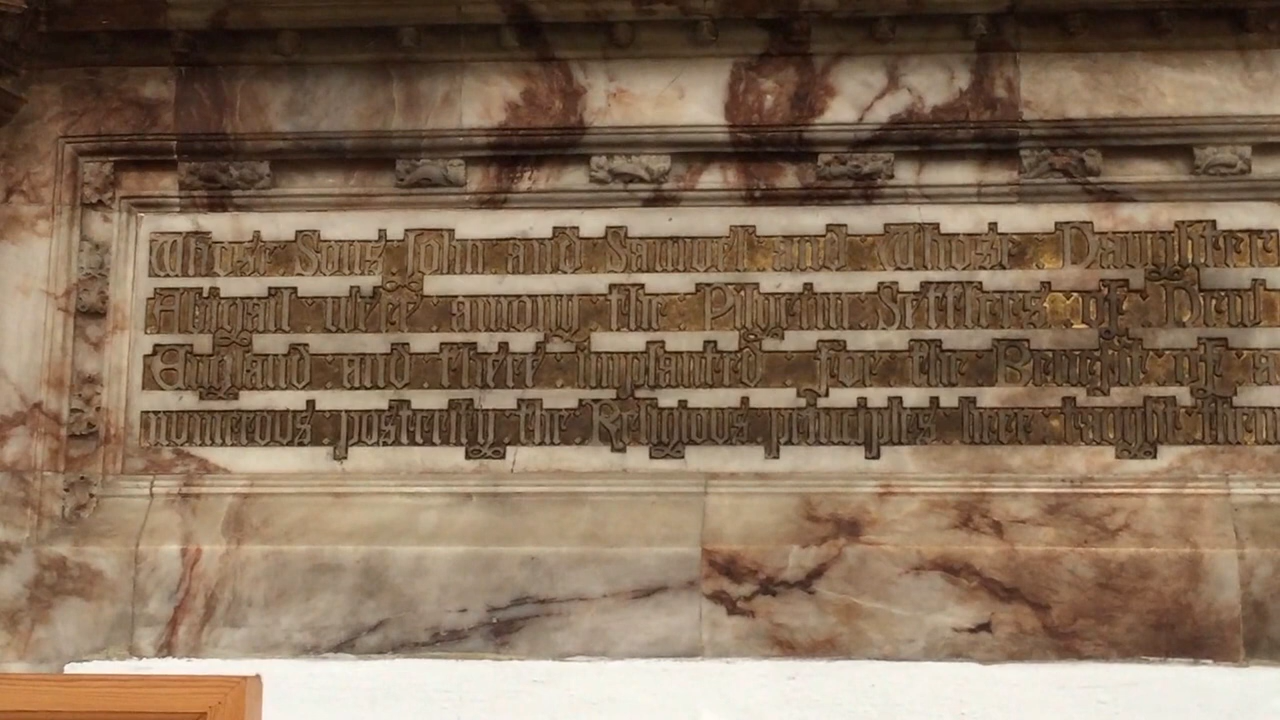 Whose Sons John and Samuel and Whose Daughter
Abigail were among the Pilgrim Settlers of New
England and there implanted for the Benefit of a
numerous posterity the Religious principles here taught them